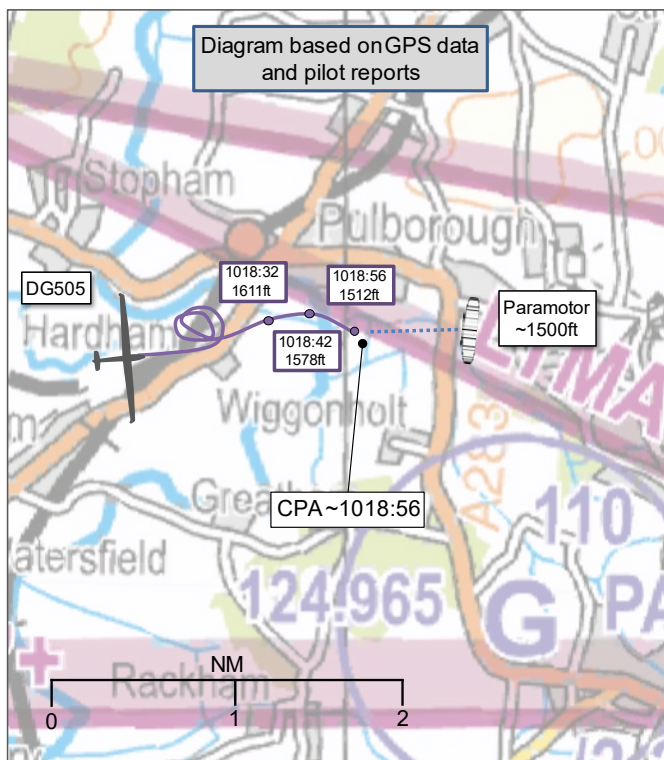 Diagram based on GPS data
and pilot reports
Stopham
Pulborough
DG505
1018:32
1611ft
1018:56
1512ft
Paramotor
~1500ft
Hardham
1018:42
1578ft
Wiggonholt
A283
CPA~1018:56
110
atersfield
124.965
G
PA
NM
Rackham
0
1
2